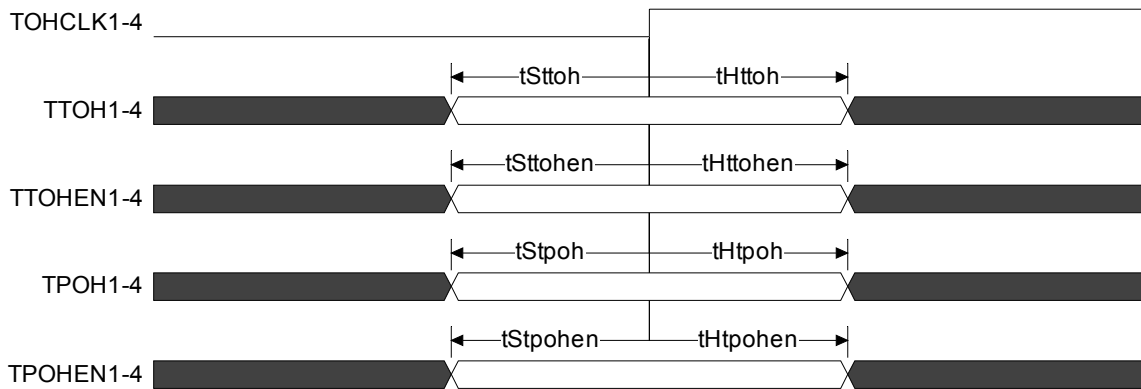 TOHCLK1-4
tSttoh tHttoh
TTOH1-4
tSttohen tHttohen
TTOHEN1-4
tStpoh tHtpoh
TPOH1-4
tStpohen tHtpohen
TPOHEN1-4